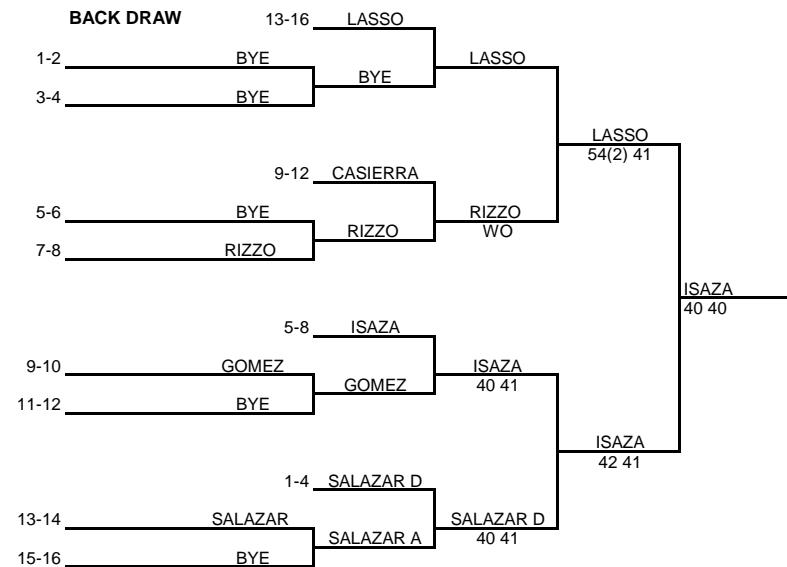 BACK DRAW
13-16 LASSO
1-2 BYE LASSO
BYE
3-4 BYE
LASSO
54(2) 41
9-12 CASIERRA
5-6 BYE RIZZO
RIZZO WO
7-8 RIZZO
ISAZA
40 40
5-8 ISAZA
9-10 GOMEZ ISAZA
GOMEZ 40 41
11-12 BYE
ISAZA
42 41
1-4 SALAZAR D
13-14 SALAZAR SALAZAR D
SALAZAR A 40 41
15-16 BYE